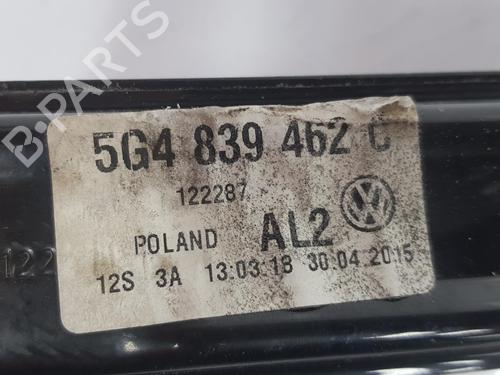 B-PARTS
5G4 839 462 C
122287
POLAND AL2
12S 3A 13:03:18 30.04.2015
122